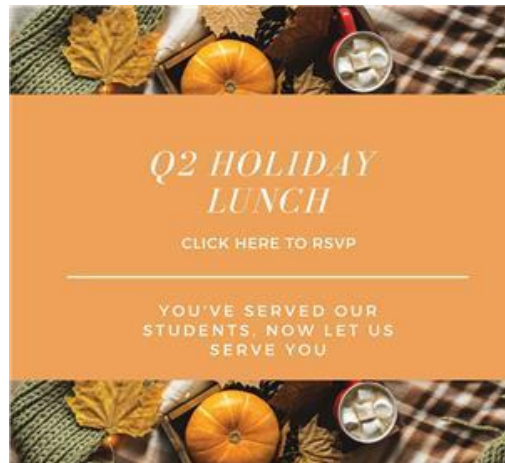 Q2 HOLIDAY
LUNCH
CLICK HERE TO RSVP
YOU'VE SERVED OUR
STUDENTS, NOW LET US
SERVE YOU